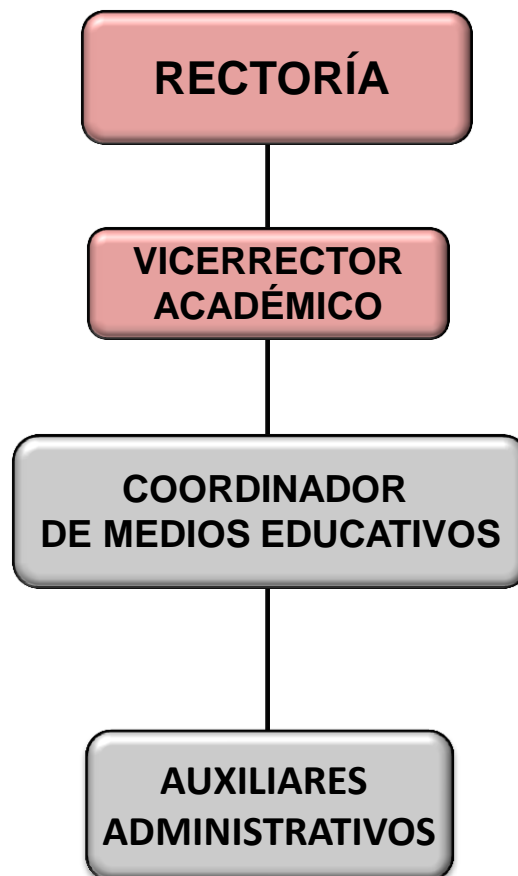 RECTORÍA
VICERRECTOR
ACADÉMICO
COORDINADOR
DE MEDIOS EDUCATIVOS
AUXILIARES
ADMINISTRATIVOS